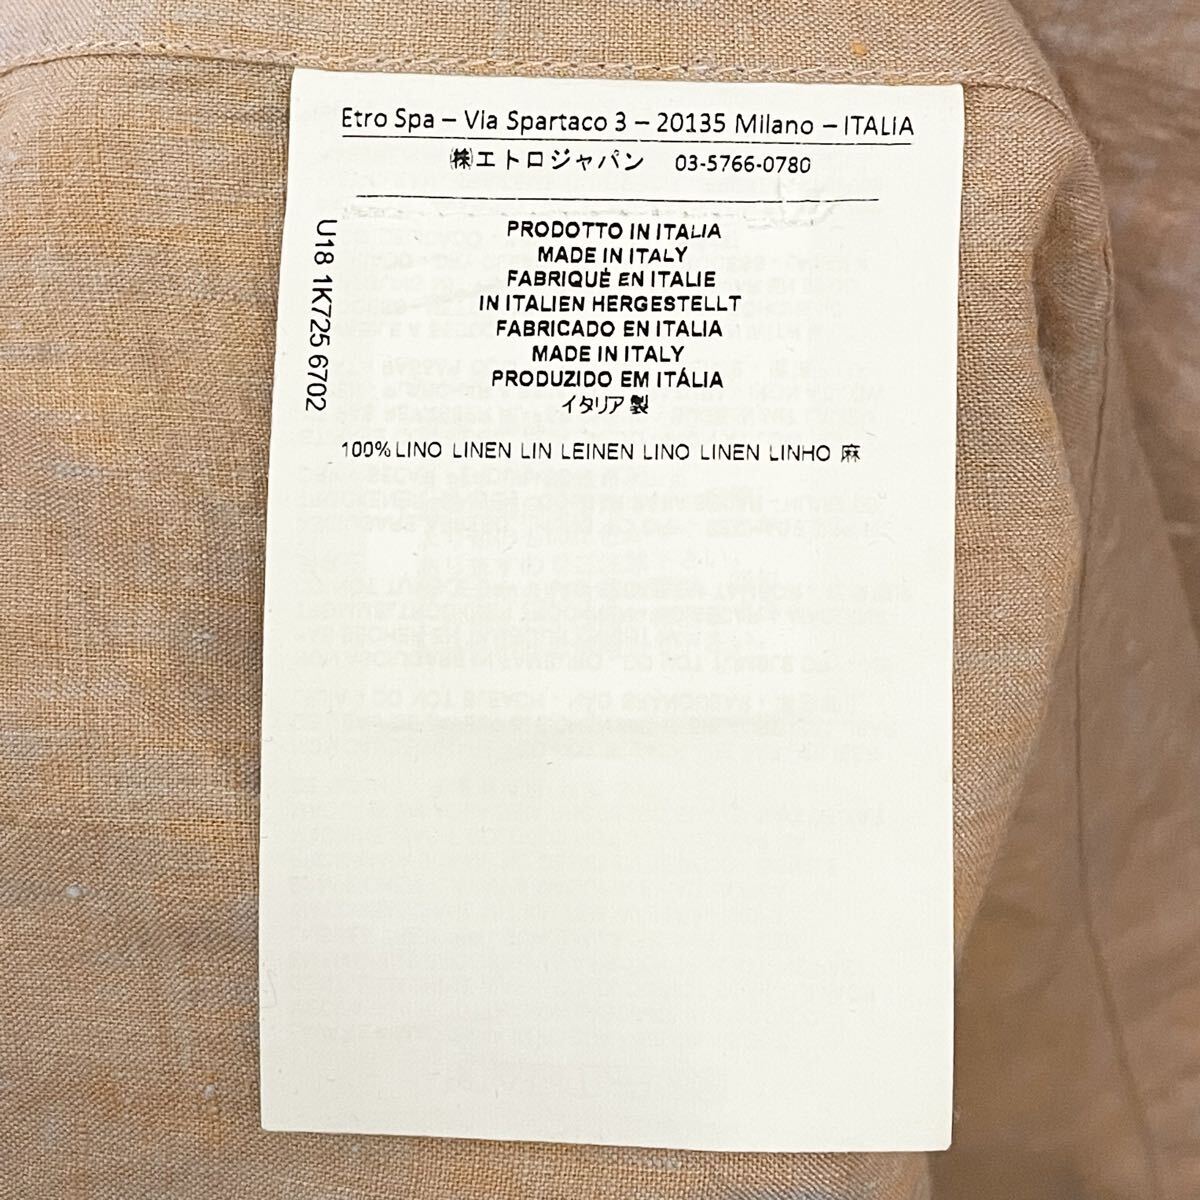 Etro Spa – Via Spartaco 3 – 20135 Milano – ITALIA
㈱エトロジャパン 03-5766-0780
U18 1K725 6702
PRODOTTO IN ITALIA
MADE IN ITALY
FABRIQUÉ EN ITALIE
IN ITALIEN HERGESTELLT
FABRICADO EN ITALIA
MADE IN ITALY
PRODUZIDO EM ITÁLIA
イタリア製
100% LINO LINEN LIN LEINEN LINO LINEN LINHO 麻